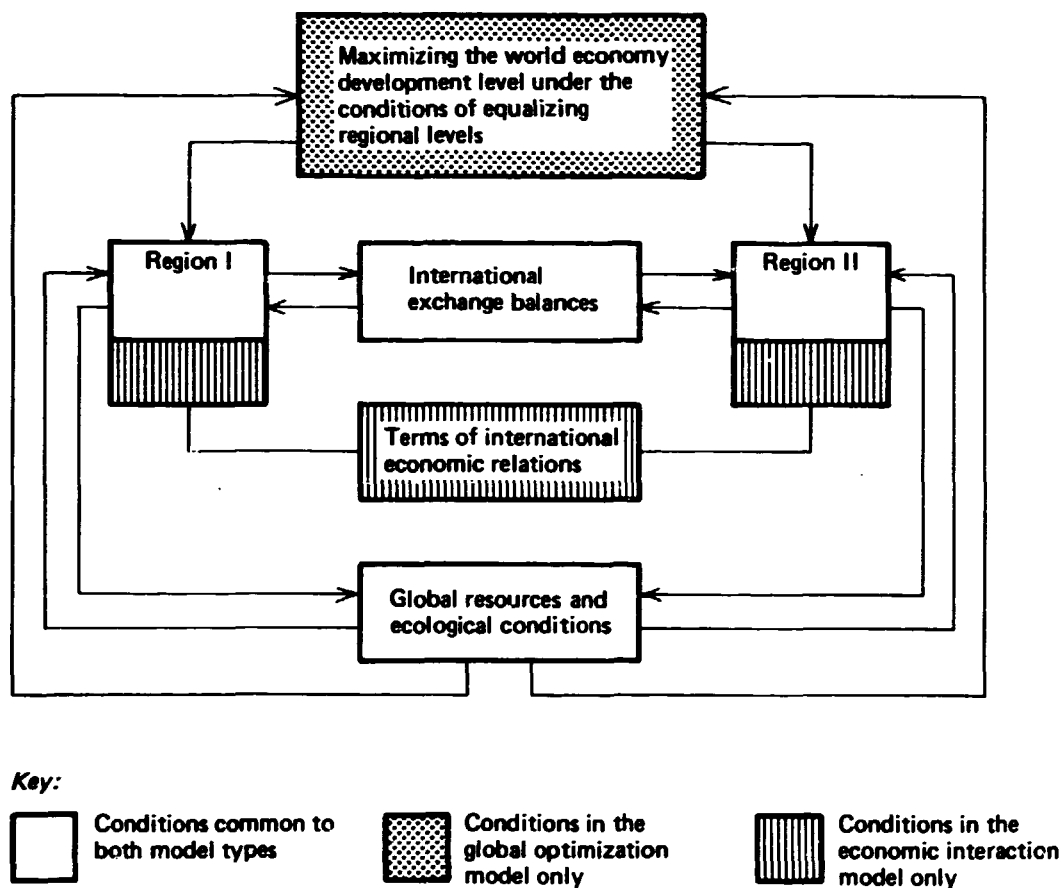 Maximizing the world economy
development level under the
conditions of equalizing
regional levels
Region I
International
exchange balances
Region II
Terms of international
economic relations
Global resources and
ecological conditions
Key:
Conditions common to
both model types
Conditions in the
global optimization
model only
Conditions in the
economic interaction
model only